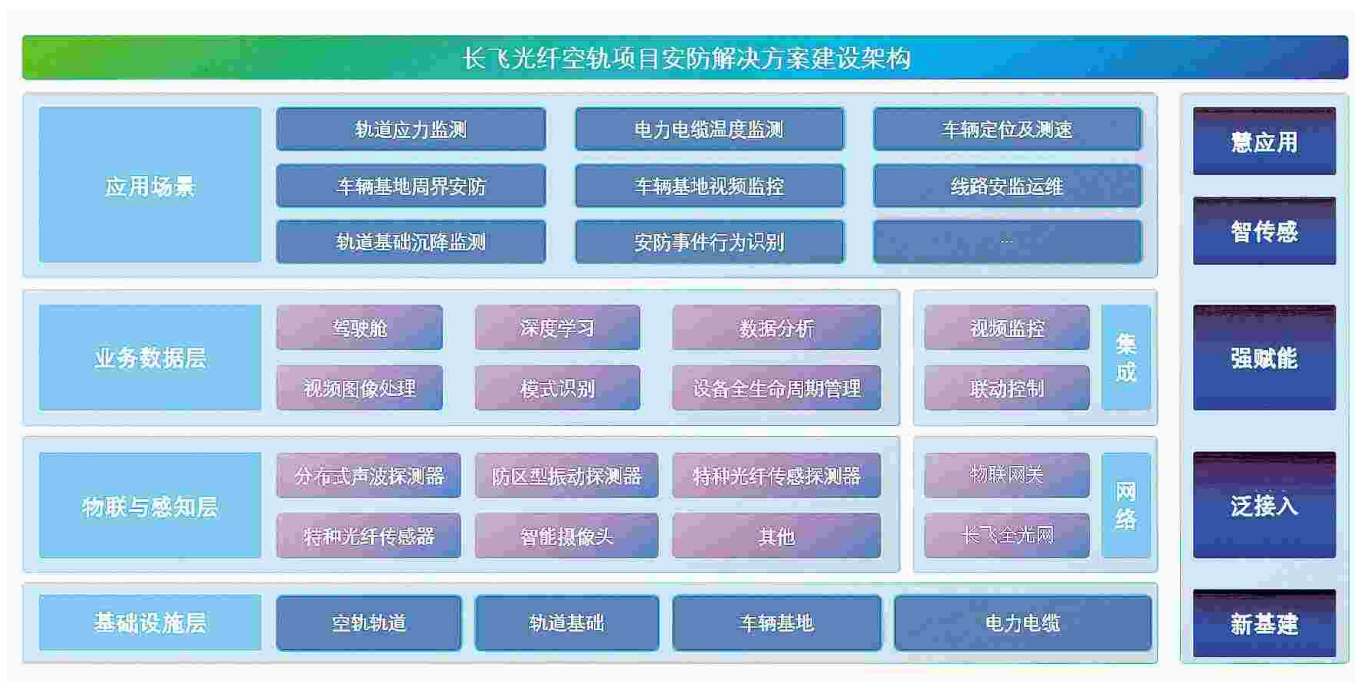 长飞光纤空轨项目安防解决方案建设架构
应用场景
轨道应力监测
电力电缆温度监测
车辆定位及测速
车辆基地周界安防
车辆基地视频监控
线路安监运维
轨道基础沉降监测
安防事件行为识别
...
慧应用
智传感
业务数据层
驾驶舱
深度学习
数据分析
视频图像处理
模式识别
设备全生命周期管理
视频监控
联动控制
集成
强赋能
物联与感知层
分布式声波探测器
防区型振动探测器
特种光纤传感探测器
特种光纤传感器
智能摄像头
其他
物联网关
长飞全光网
网络
泛接入
基础设施层
空轨轨道
轨道基础
车辆基地
电力电缆
新基建